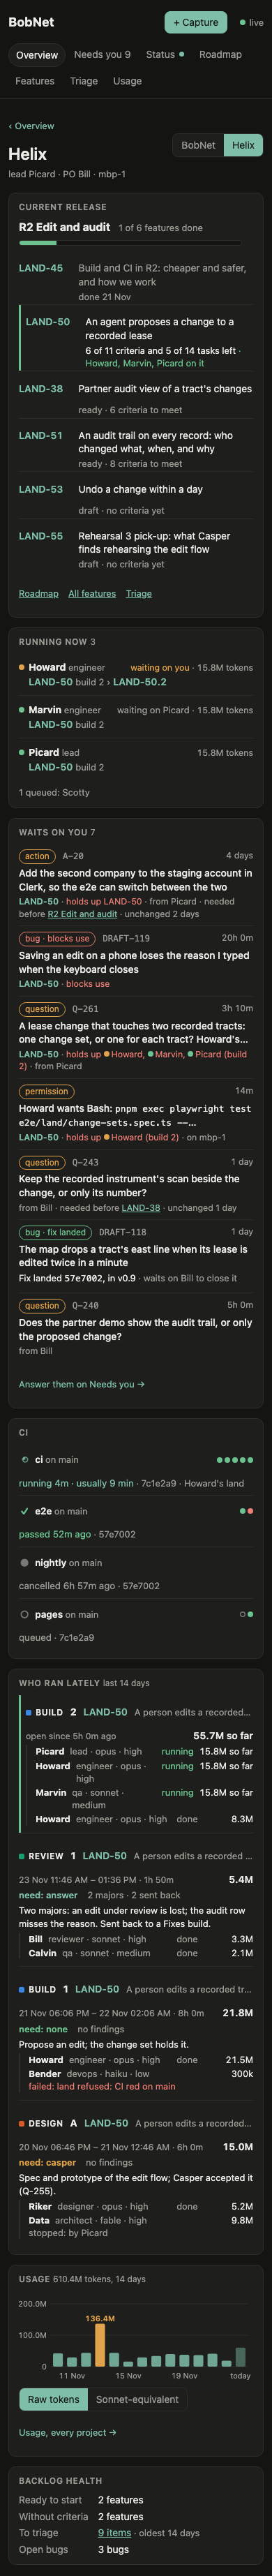 BobNet
+ Capture
live
Overview
Needs you 9
Status
Roadmap
Features
Triage
Usage
‹ Overview
Helix
BobNet
Helix
lead Picard · PO Bill · mbp-1
CURRENT RELEASE
R2 Edin and audit 1 of 6 features done
LAND-45 Build and CI in R2: cheaper and safer,
and how we work
done 21 Nov
LAND-50 An agent proposes a change to a
recorded lease
6 of 11 criteria and 5 of 14 tasks left ·
Howard, Marvin, Picard on it
LAND-38 Partner audit view of a tract's changes
ready · 6 criteria to meet
LAND-51 An audit trail on every record: who
changed what, when, and why
ready · 8 criteria to meet
LAND-53 Undo a change within a day
draft · no criteria yet
LAND-55 Rehearsal 3 pick-up: what Casper
finds rehearsing the edit flow
draft · no criteria yet
Roadmap All features Triage
RUNNING NOW 3
Howard engineer waiting on you · 15.8M tokens
LAND-50 build 2 › LAND-50.2
Marvin engineer waiting on Picard · 15.8M tokens
LAND-50 build 2
Picard lead 15.8M tokens
LAND-50 build 2
1 queued: Scotty
WAITS ON YOU 7
action A-20 4 days
Add the second company to the staging account in
Clerk, so the e2e can switch between the two
LAND-50 · holds up LAND-50 · from Picard · needed
before R2 Edit and audit · unchanged 2 days
bug · blocks use DRAFT-119 20h 0m
Saving an edit on a phone loses the reason I typed
when the keyboard closes
LAND-50 · blocks use
question Q-261 3h 10m
A lease change that touches two recorded tracts:
one change set, or one for each tract? Howard's...
LAND-50 · holds up Howard, Marvin, Picard (build
2) · from Picard
permission 14m
Howard wants Bash: pnpm exec playwright test
e2e/land/change-sets.spec.ts --...
LAND-50 · holds up Howard (build 2) · on mbp-1
question Q-243 1 day
Keep the recorded instrument's scan beside the
change, or only its number?
from Bill · needed before LAND-38 · unchanged 1 day
bug · fix landed DRAFT-118 1 day
The map drops a tract's east line when its lease is
edited twice in a minute
Fix landed 57e7002, in v0.9 · waits on Bill to close it
question Q-240 5h 0m
Does the partner demo show the audit trail, or only
the proposed change?
from Bill
Answer them on Needs you →
CI
ci on main
running 4m · usually 9 min · 7c1e2a9 · Howard's land
e2e on main
passed 52m ago · 57e7002
nightly on main
cancelled 6h 57m ago · 57e7002
pages on main
queued · 7c1e2a9
WHO RAN LATELY last 14 days
BUILD 2 LAND-50 A person edits a recorded...
open since 5h 0m ago 55.7M so far
Picard lead · opus · high running 15.8M so far
Howard engineer · opus · running 15.8M so far
high
Marvin qa · sonnet · running 15.8M so far
medium
Howard engineer · opus · high done 8.3M
REVIEW 1 LAND-50 A person edits a recorded ...
23 Nov 11:46 AM – 01:36 PM · 1h 50m 5.4M
need: answer 2 majors · 2 sent back
Two majors: an edit under review is lost; the audit row
misses the reason. Sent back to a Fixes build.
Bill reviewer · sonnet · high done 3.3M
Calvin qa · sonnet · medium done 2.1M
BUILD 1 LAND-50 A person edits a recorded tr...
21 Nov 06:06 PM – 22 Nov 02:06 AM · 8h 0m 21.8M
need: none no findings
Propose an edit; the change set holds it.
Howard engineer · opus · high done 21.5M
Bender devops · haiku · low 300k
failed: land refused: CI red on main
DESIGN A LAND-50 A person edits a recorded...
20 Nov 06:46 PM – 21 Nov 12:46 AM · 6h 0m 15.0M
need: casper no findings
Spec and prototype of the edit flow; Casper accepted it
(Q-255).
Riker designer · opus · high done 5.2M
Data architect · fable · high 9.8M
stopped: by Picard
USAGE 610.4M tokens, 14 days
200.0M
136.4M
100.0M
0
11 Nov 15 Nov 19 Nov today
Raw tokens
Sonnet-equivalent
Usage, every project →
BACKLOG HEALTH
Ready to start 2 features
Without criteria 2 features
To triage 9 items · oldest 14 days
Open bugs 3 bugs